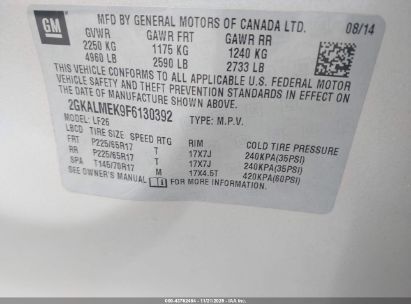 GM MFD BY GENERAL MOTORS OF CANADA LTD. 08/14
GVWR GAWR FRT GAWR RR
2250 KG 1175 KG 1240 KG
4960 LB 2590 LB 2733 LB
THIS VEHICLE CONFORMS TO ALL APPLICABLE U.S. FEDERAL MOTOR
VEHICLE SAFETY AND THEFT PREVENTION STANDARDS IN EFFECT ON
THE DATE OF MANUFACTURE SHOWN ABOVE.
2GKALMEK9F6130392 TYPE: M.P.V.
MODEL: LF26
LBCD TIRE SIZE SPEED RTG RIM COLD TIRE PRESSURE
FRT P225/65R17 T 17X7J 240KPA(35PSI)
RR P225/65R17 T 17X7J 240KPA(35PSI)
SPA T145/70R17 M 17X4.5T 420KPA(60PSI)
SEE OWNER'S MANUAL FOR MORE INFORMATION.